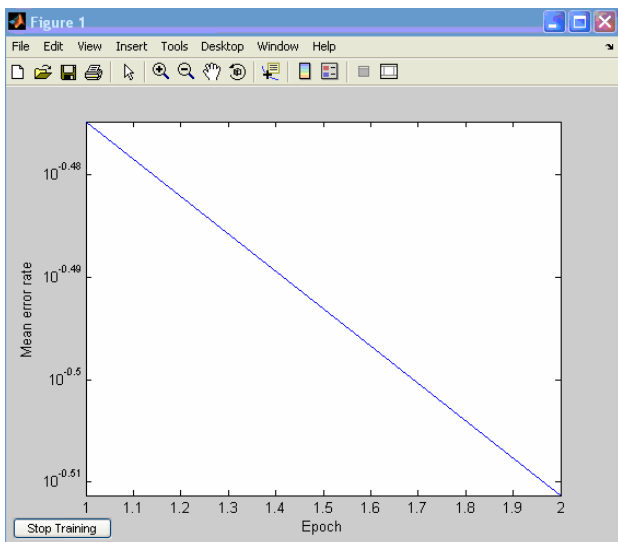 Figure 1
File Edit View Insert Tools Desktop Window Help
Mean error rate
10^-0.48
10^-0.49
10^-0.5
10^-0.51
1 1.1 1.2 1.3 1.4 1.5 1.6 1.7 1.8 1.9 2
Epoch
Stop Training